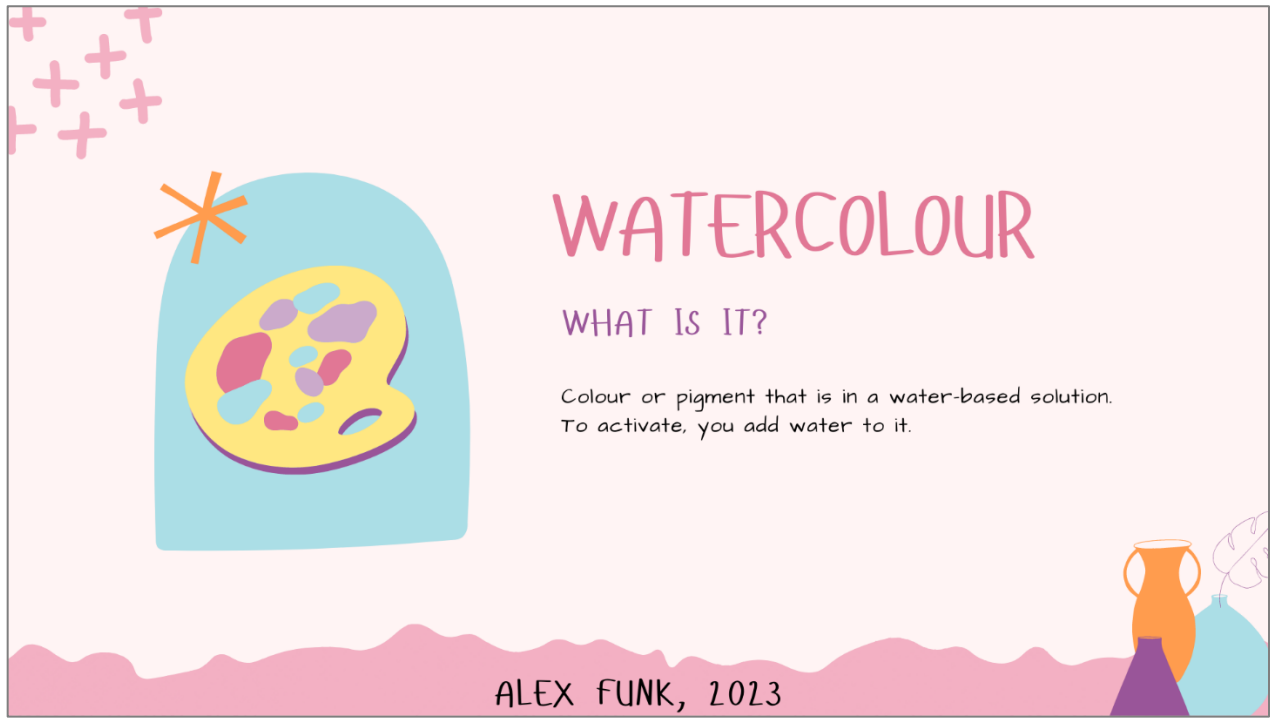 WATERCOLOUR
WHAT IS IT?
Colour or pigment that is in a water-based solution.
To activate, you add water to it.
ALEX FUNK, 2023